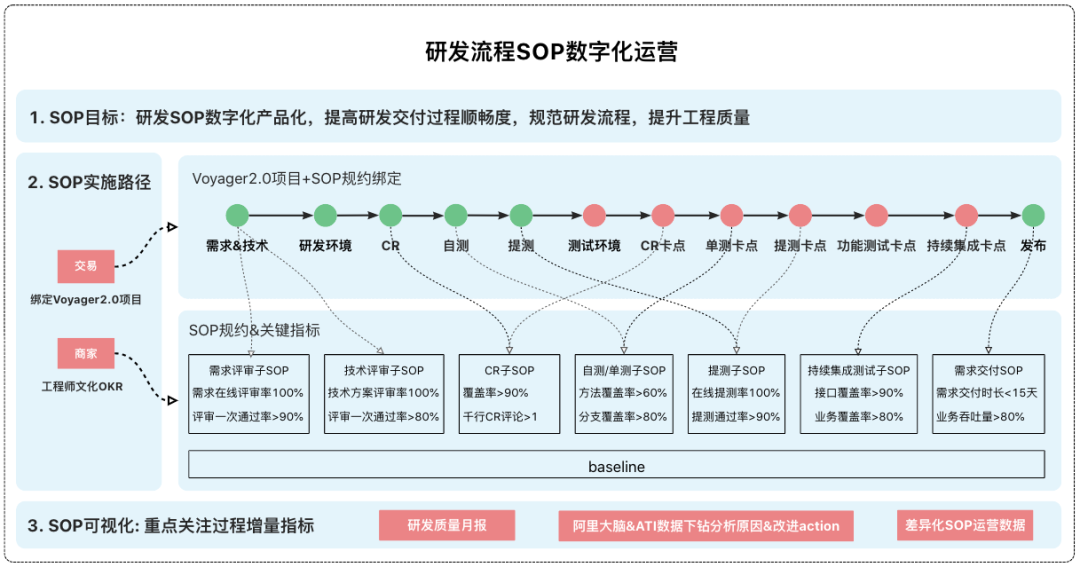 研发流程SOP数字化运营
1. SOP目标：研发SOP数字化产品化，提高研发交付过程顺畅度，规范研发流程，提升工程质量
2. SOP实施路径
交易
绑定Voyager2.0项目
商家
工程师文化OKR
Voyager2.0项目+SOP规约绑定
需求&技术
研发环境
CR
自测
提测
测试环境
CR卡点
单测卡点
提测卡点
功能测试卡点
持续集成卡点
发布
SOP规约&关键指标
需求评审子SOP
需求在线评审率100%
评审一次通过率>90%
技术评审子SOP
技术方案评审率100%
评审一次通过率>80%
CR子SOP
覆盖率>90%
千行CR评论>1
自测/单测子SOP
方法覆盖率>60%
分支覆盖率>80%
提测子SOP
在线提测率100%
提测通过率>90%
持续集成测试子SOP
接口覆盖率>90%
业务覆盖率>80%
需求交付SOP
需求交付时长<15天
业务吞吐量>80%
baseline
3. SOP可视化: 重点关注过程增量指标
研发质量月报
阿里大脑&ATI数据下钻分析原因&改进action
差异化SOP运营数据